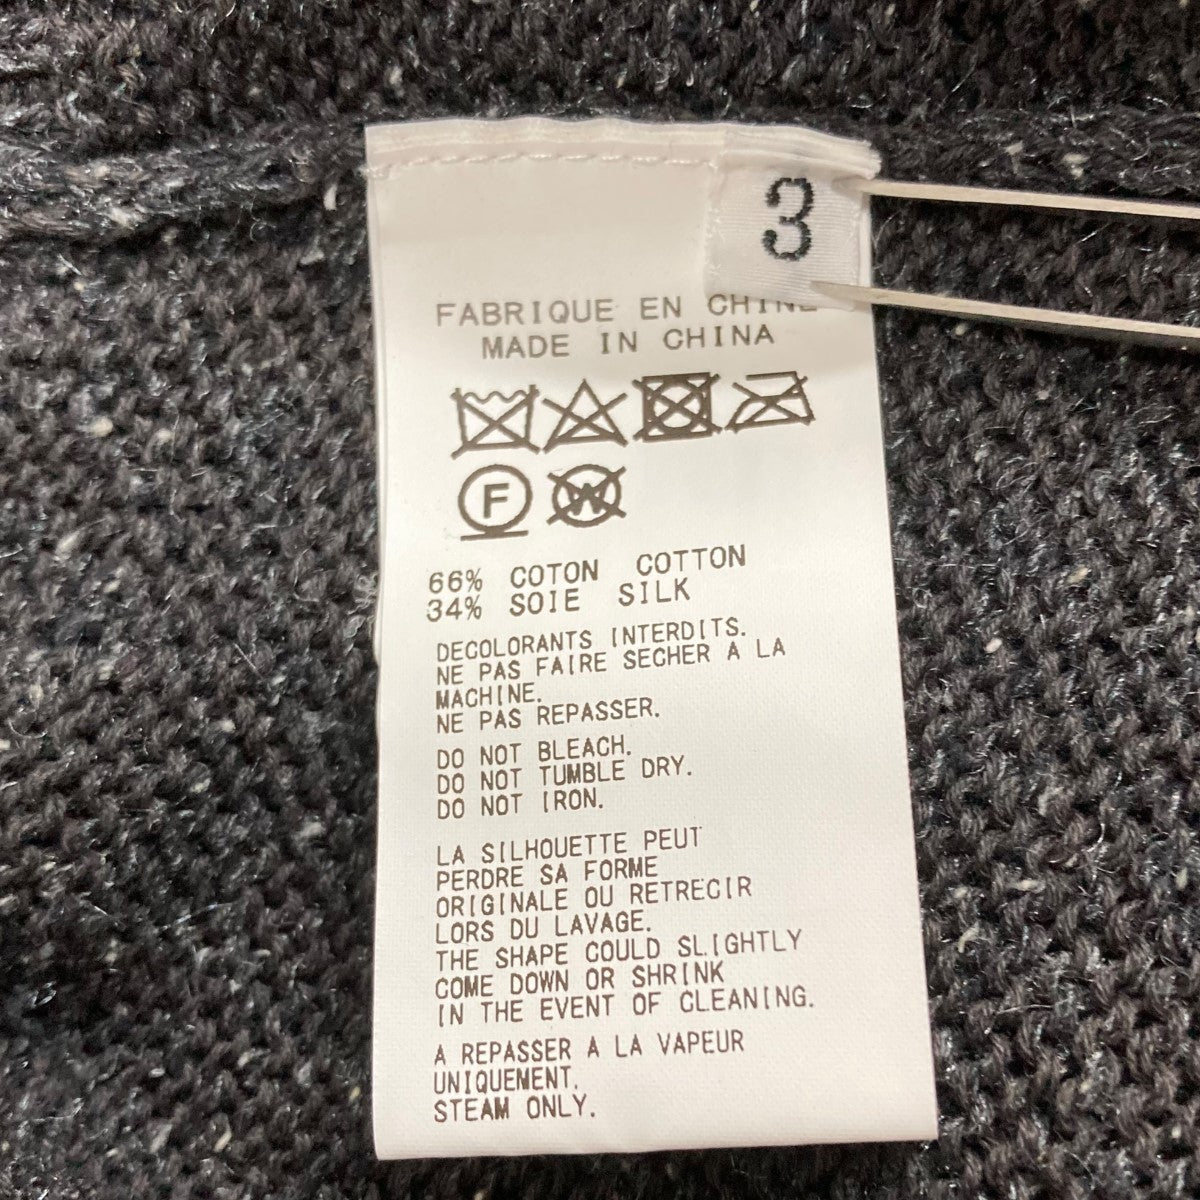 3
FABRIQUE EN CHINE
MADE IN CHINA
F W
66% COTON COTTON
34% SOIE SILK
DECOLORANTS INTERDITS.
NE PAS FAIRE SECHER A LA
MACHINE.
NE PAS REPASSER.
DO NOT BLEACH.
DO NOT TUMBLE DRY.
DO NOT IRON.
LA SILHOUETTE PEUT
PERDRE SA FORME
ORIGINALE OU RETRECIR
LORS DU LAVAGE.
THE SHAPE COULD SLIGHTLY
COME DOWN OR SHRINK
IN THE EVENT OF CLEANING.
A REPASSER A LA VAPEUR
UNIQUEMENT.
STEAM ONLY.